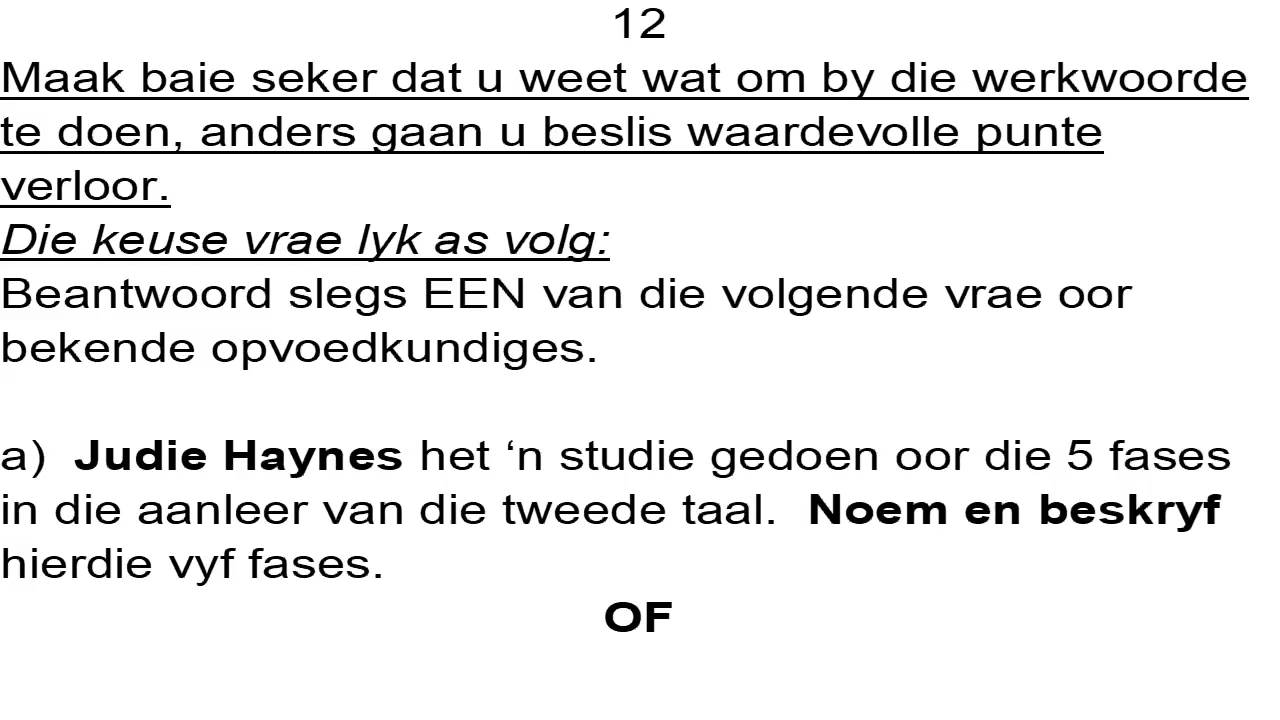 12
Maak baie seker dat u weet wat om by die werkwoorde
te doen, anders gaan u beslis waardevolle punte
verloor.
Die keuse vrae lyk as volg:
Beantwoord slegs EEN van die volgende vrae oor
bekende opvoedkundiges.
a) Judie Haynes het ‘n studie gedoen oor die 5 fases
in die aanleer van die tweede taal. Noem en beskryf
hierdie vyf fases.
OF